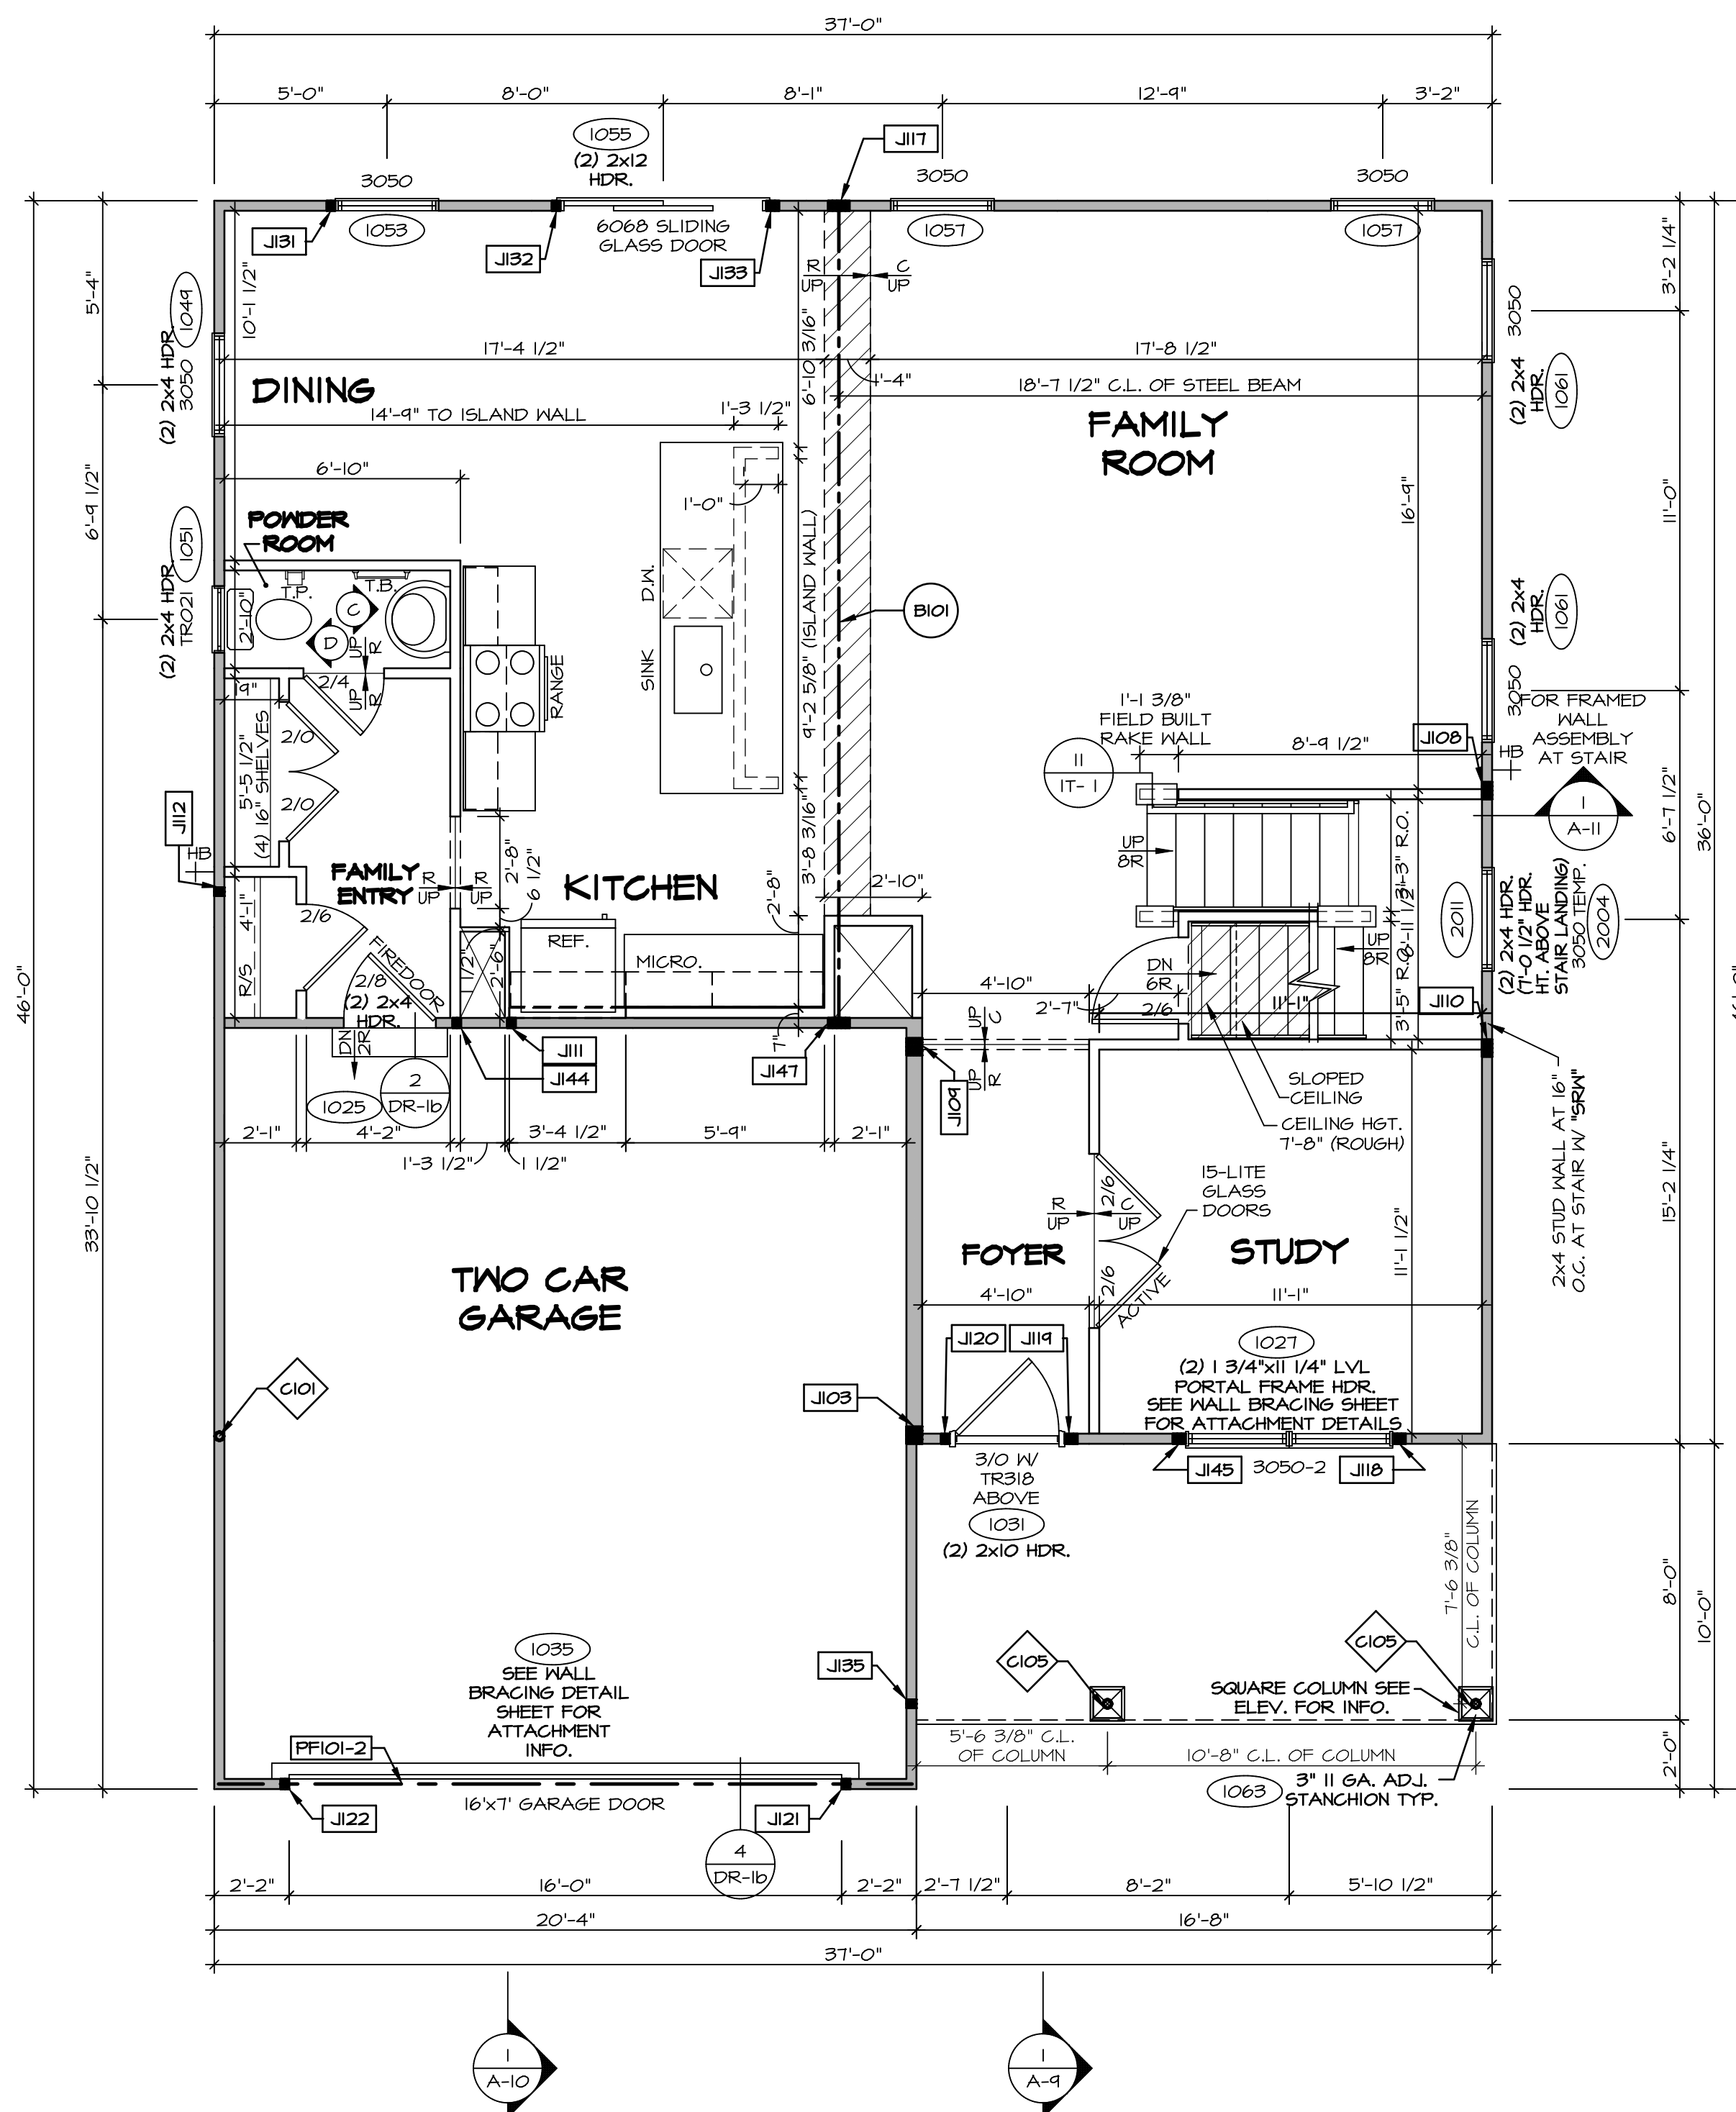 37'-0"
5'-0"
8'-0"
8'-1"
12'-9"
3'-2"
1055
(2) 2x12
HDR.
J117
3050
3050
3050
J131
1053
J132
6068 SLIDING
GLASS DOOR
J133
1057
1057
R
UP
C
UP
5'-4"
1049
(2) 2x4 HDR.
3050
10'-1 1/2"
6'-10 3/16"
3'-2 1/4"
3050
17'-4 1/2"
17'-8 1/2"
1'-4"
18'-7 1/2" C.L. OF STEEL BEAM
DINING
14'-9" TO ISLAND WALL
1'-3 1/2"
FAMILY
ROOM
(2) 2x4
HDR.
1061
6'-10"
1'-0"
16'-9"
11'-0"
6'-9 1/2"
1051
(2) 2x4 HDR.
TR021
POWDER
ROOM
T.P.
T.B.
2'-10"
C
D
UP
R
UP
R
2/4
19"
D.W.
SINK
RANGE
9'-2 5/8" (ISLAND WALL)
B101
(2) 2x4
HDR.
1061
3050
FOR FRAMED
WALL
ASSEMBLY
AT STAIR
1'-1 3/8"
FIELD BUILT
RAKE WALL
8'-9 1/2"
J108
HB
11
IT- 1
1
A-11
2/0
2/0
5'-5 1/2"
(4) 16" SHELVES
J112
HB
FAMILY
ENTRY
R
UP
R
UP
2'-8"
6 1/2"
KITCHEN
3'-8 3/16"
2'-8"
2'-10"
UP
8R
3'-3" R.O.
6'-11 1/2"
6'-7 1/2"
36'-0"
2011
(2) 2x4 HDR.
(7'-0 1/2" HDR.
HT. ABOVE
STAIR LANDING)
3050 TEMP.
2004
2/6
4'-1"
R/S
FIREDOOR
2/8
(2) 2x4
HDR.
1/2"
2'-6"
REF.
MICRO.
DN
6R
UP
8R
3'-5" R.O.
4'-10"
2'-7"
2/6
11'-1"
J110
46'-0"
DN
2R
J111
J144
7"
J147
UP
C
UP
R
J109
2
DR-1b
1025
SLOPED
CEILING
CEILING HGT.
7'-8" (ROUGH)
2x4 STUD WALL AT 16"
O.C. AT STAIR W/ "SRW"
2'-1"
4'-2"
3'-4 1/2"
5'-9"
2'-1"
1'-3 1/2"
1 1/2"
33'-10 1/2"
15'-2 1/4"
15-LITE
GLASS
DOORS
2/6
R
UP
C
UP
FOYER
STUDY
11'-1 1/2"
2/6
ACTIVE
4'-10"
11'-1"
TWO CAR
GARAGE
J120
J119
1027
(2) 1 3/4"x11 1/4" LVL
PORTAL FRAME HDR.
SEE WALL BRACING SHEET
FOR ATTACHMENT DETAILS
C101
J103
3/0 W/
TR318
ABOVE
1031
(2) 2x10 HDR.
J145
3050-2
J118
7'-6 3/8"
C.L. OF COLUMN
8'-0"
10'-0"
1035
SEE WALL
BRACING DETAIL
SHEET FOR
ATTACHMENT
INFO.
J135
C105
C105
SQUARE COLUMN SEE
ELEV. FOR INFO.
PF101-2
5'-6 3/8" C.L.
OF COLUMN
10'-8" C.L. OF COLUMN
2'-0"
1063
3" 11 GA. ADJ.
STANCHION TYP.
J122
16'x7' GARAGE DOOR
J121
4
DR-1b
2'-2"
16'-0"
2'-2"
2'-7 1/2"
8'-2"
5'-10 1/2"
20'-4"
16'-8"
37'-0"
1
A-10
1
A-9